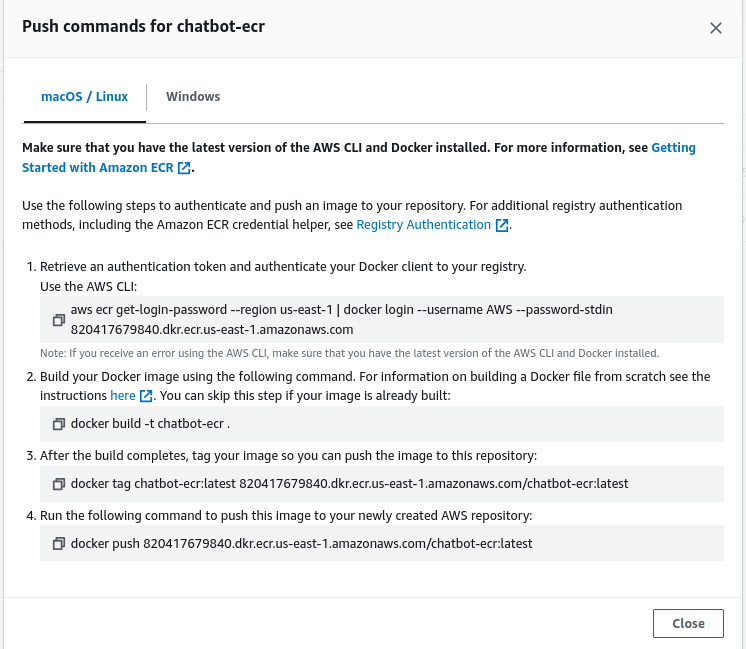 Push commands for chatbot-ecr
macOS / Linux
Windows
Make sure that you have the latest version of the AWS CLI and Docker installed. For more information, see Getting
Started with Amazon ECR.
Use the following steps to authenticate and push an image to your repository. For additional registry authentication
methods, including the Amazon ECR credential helper, see Registry Authentication.
1. Retrieve an authentication token and authenticate your Docker client to your registry.
Use the AWS CLI:
aws ecr get-login-password --region us-east-1 | docker login --username AWS --password-stdin
820417679840.dkr.ecr.us-east-1.amazonaws.com
Note: If you receive an error using the AWS CLI, make sure that you have the latest version of the AWS CLI and Docker installed.
2. Build your Docker image using the following command. For information on building a Docker file from scratch see the
instructions here. You can skip this step if your image is already built:
docker build -t chatbot-ecr .
3. After the build completes, tag your image so you can push the image to this repository:
docker tag chatbot-ecr:latest 820417679840.dkr.ecr.us-east-1.amazonaws.com/chatbot-ecr:latest
4. Run the following command to push this image to your newly created AWS repository:
docker push 820417679840.dkr.ecr.us-east-1.amazonaws.com/chatbot-ecr:latest
Close